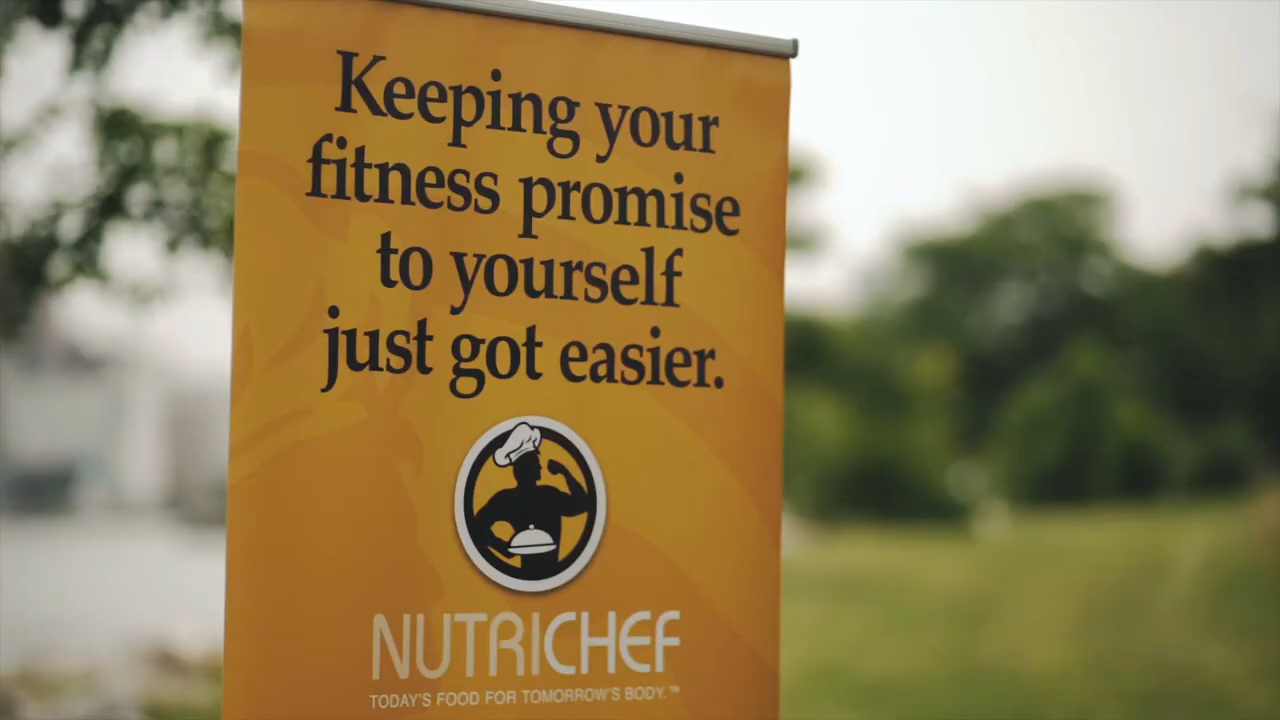 Keeping your
fitness promise
to yourself
just got easier.
NUTRICHEF
TODAY'S FOOD FOR TOMORROW'S BODY.™